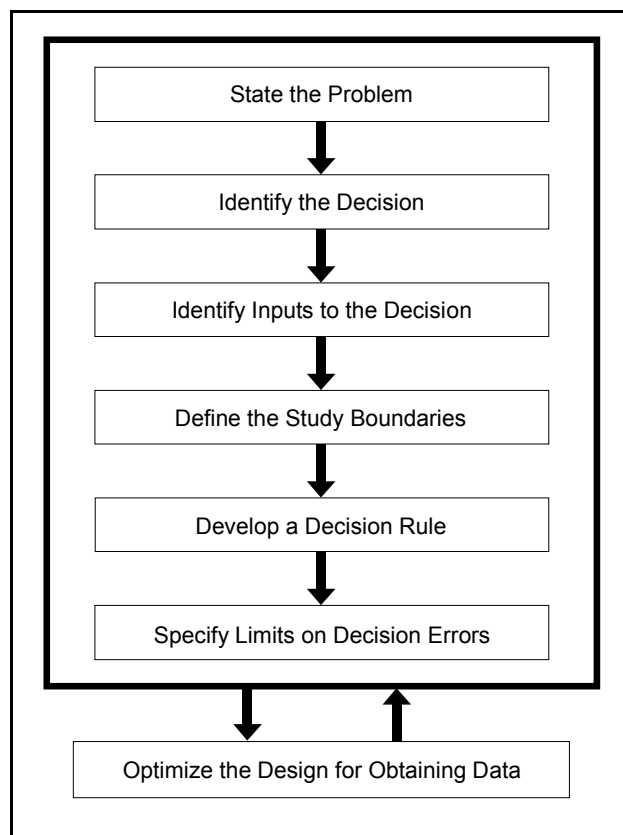 State the Problem
Identify the Decision
Identify Inputs to the Decision
Define the Study Boundaries
Develop a Decision Rule
Specify Limits on Decision Errors
Optimize the Design for Obtaining Data